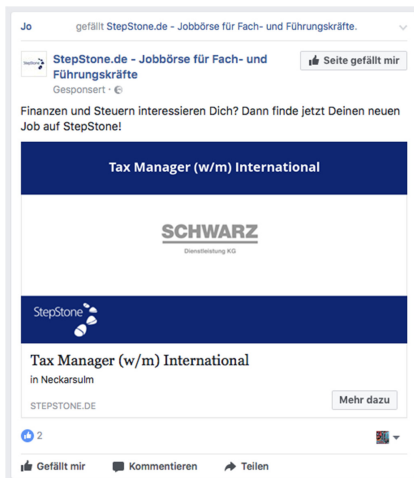 Jo gefällt StepStone.de - Jobbörse für Fach- und Führungskräfte.
StepStone
StepStone.de - Jobbörse für Fach- und
Führungskräfte
Seite gefällt mir
Gesponsert ·
Finanzen und Steuern interessieren Dich? Dann finde jetzt Deinen neuen
Job auf StepStone!
Tax Manager (w/m) International
SCHWARZ
Dienstleistung KG
StepStone
Tax Manager (w/m) International
in Neckarsulm
STEPSTONE.DE
Mehr dazu
2
Gefällt mir Kommentieren Teilen